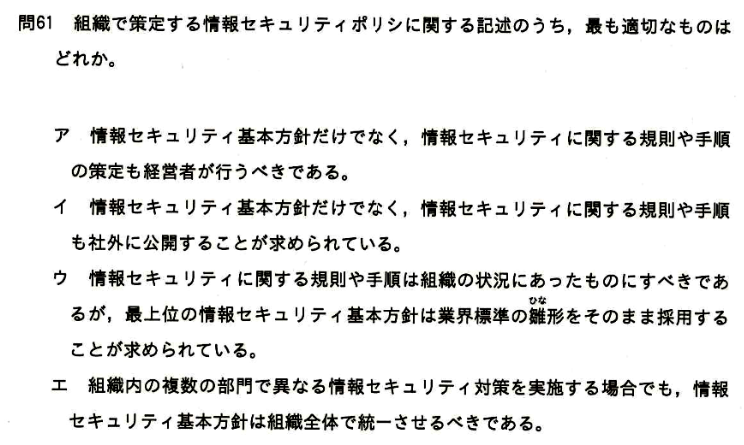 問61 組織で策定する情報セキュリティポリシに関する記述のうち，最も適切なものは
どれか。
ア 情報セキュリティ基本方針だけでなく，情報セキュリティに関する規則や手順
の策定も経営者が行うべきである。
イ 情報セキュリティ基本方針だけでなく，情報セキュリティに関する規則や手順
も社外に公開することが求められている。
ウ 情報セキュリティに関する規則や手順は組織の状況にあったものにすべきであ
ひな
るが，最上位の情報セキュリティ基本方針は業界標準の雛形をそのまま採用する
ことが求められている。
エ 組織内の複数の部門で異なる情報セキュリティ対策を実施する場合でも，情報
セキュリティ基本方針は組織全体で統一させるべきである。